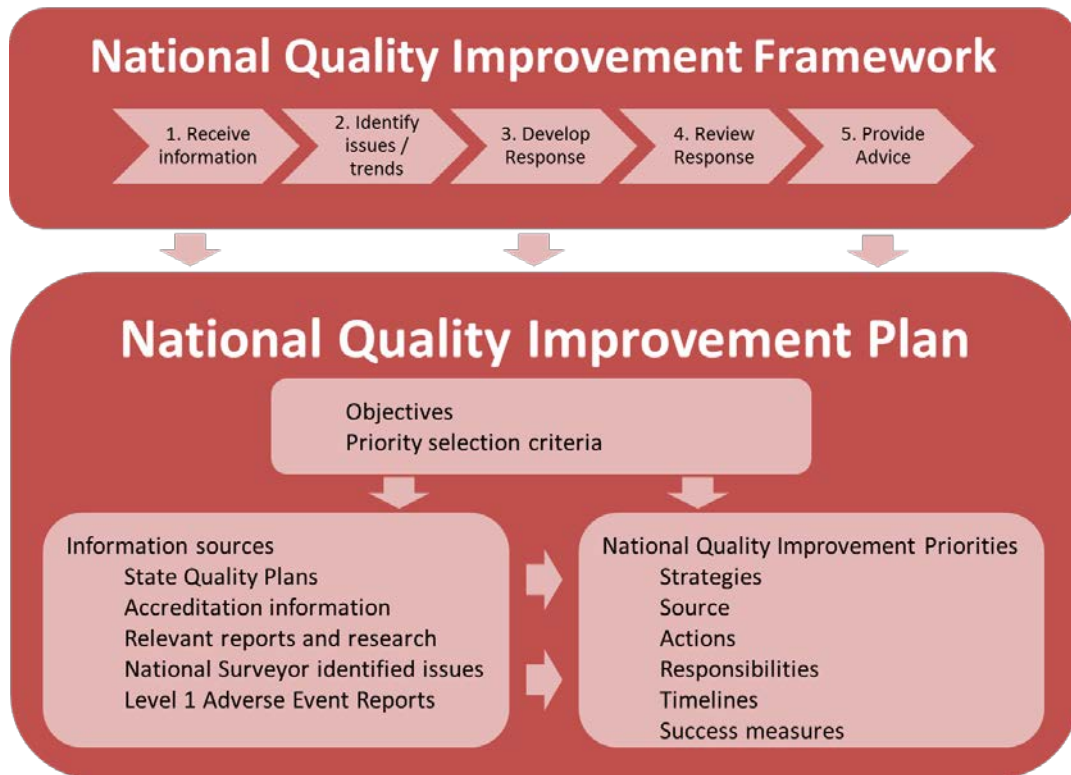 National Quality Improvement Framework
1. Receive
information
2. Identify
issues /
trends
3. Develop
Response
4. Review
Response
5. Provide
Advice
National Quality Improvement Plan
Objectives
Priority selection criteria
Information sources
State Quality Plans
Accreditation information
Relevant reports and research
National Surveyor identified issues
Level 1 Adverse Event Reports
National Quality Improvement Priorities
Strategies
Source
Actions
Responsibilities
Timelines
Success measures